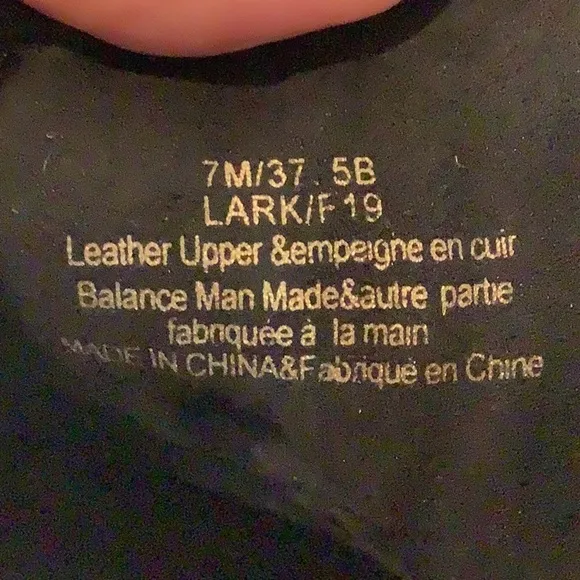 7M/37.5B
LARK/F19
Leather Upper &empeigne en cuir
Balance Man Made&autre partie
fabriquée à la main
MADE IN CHINA&Fabriqué en Chine